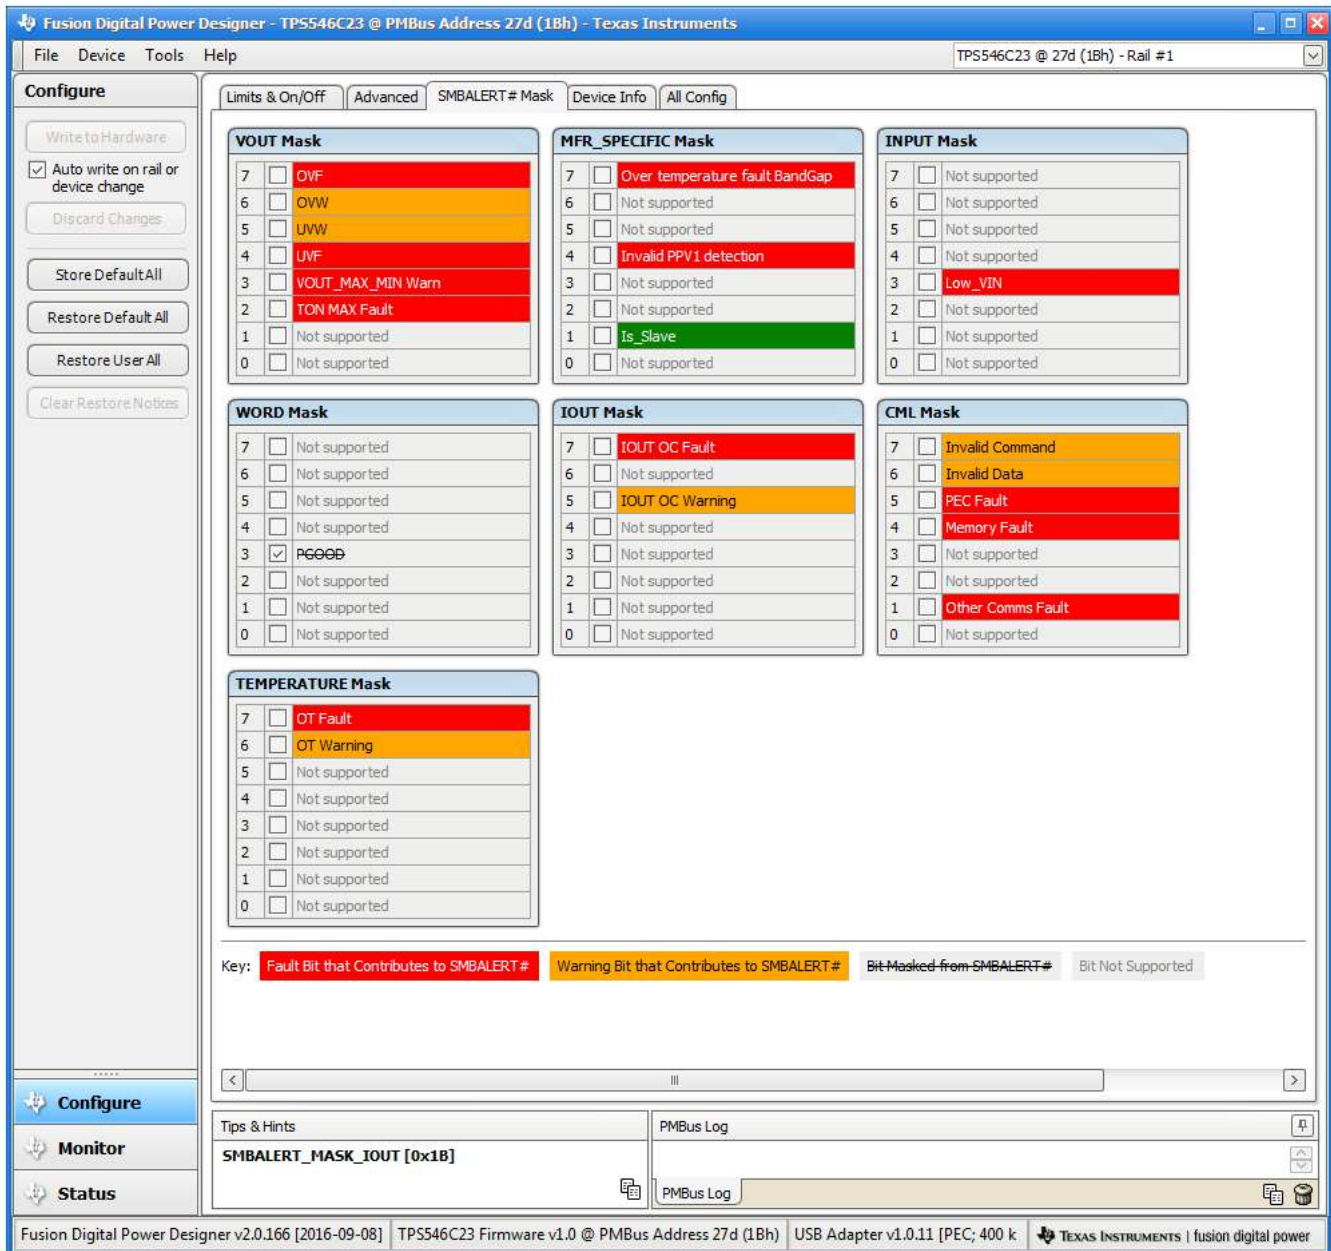 Fusion Digital Power Designer - TPS546C23 @ PMBus Address 27d (1Bh) - Texas Instruments
File Device Tools Help
TPS546C23 @ 27d (1Bh) - Rail #1
Configure
Write to Hardware
Auto write on rail or
device change
Discard Changes
Store Default All
Restore Default All
Restore User All
Clear Restore Notices
Limits & On/Off Advanced SMBALERT# Mask Device Info All Config
VOUT Mask
7 OVF
6 OVW
5 UVW
4 UVF
3 VOUT_MAX_MIN Warn
2 TON MAX Fault
1 Not supported
0 Not supported
MFR_SPECIFIC Mask
7 Over temperature fault BandGap
6 Not supported
5 Not supported
4 Invalid PPV1 detection
3 Not supported
2 Not supported
1 Is_Slave
0 Not supported
INPUT Mask
7 Not supported
6 Not supported
5 Not supported
4 Not supported
3 Low_VIN
2 Not supported
1 Not supported
0 Not supported
WORD Mask
7 Not supported
6 Not supported
5 Not supported
4 Not supported
3 PGOOD
2 Not supported
1 Not supported
0 Not supported
IOUT Mask
7 IOUT OC Fault
6 Not supported
5 IOUT OC Warning
4 Not supported
3 Not supported
2 Not supported
1 Not supported
0 Not supported
CML Mask
7 Invalid Command
6 Invalid Data
5 PEC Fault
4 Memory Fault
3 Not supported
2 Not supported
1 Other Comms Fault
0 Not supported
TEMPERATURE Mask
7 OT Fault
6 OT Warning
5 Not supported
4 Not supported
3 Not supported
2 Not supported
1 Not supported
0 Not supported
Key: Fault Bit that Contributes to SMBALERT# Warning Bit that Contributes to SMBALERT# Bit Masked from SMBALERT# Bit Not Supported
Configure
Monitor
Status
Tips & Hints
SMBALERT_MASK_IOUT [0x1B]
PMBus Log
PMBus Log
Fusion Digital Power Designer v2.0.166 [2016-09-08] TPS546C23 Firmware v1.0 @ PMBus Address 27d (1Bh) USB Adapter v1.0.11 [PEC; 400 k TEXAS INSTRUMENTS | fusion digital power